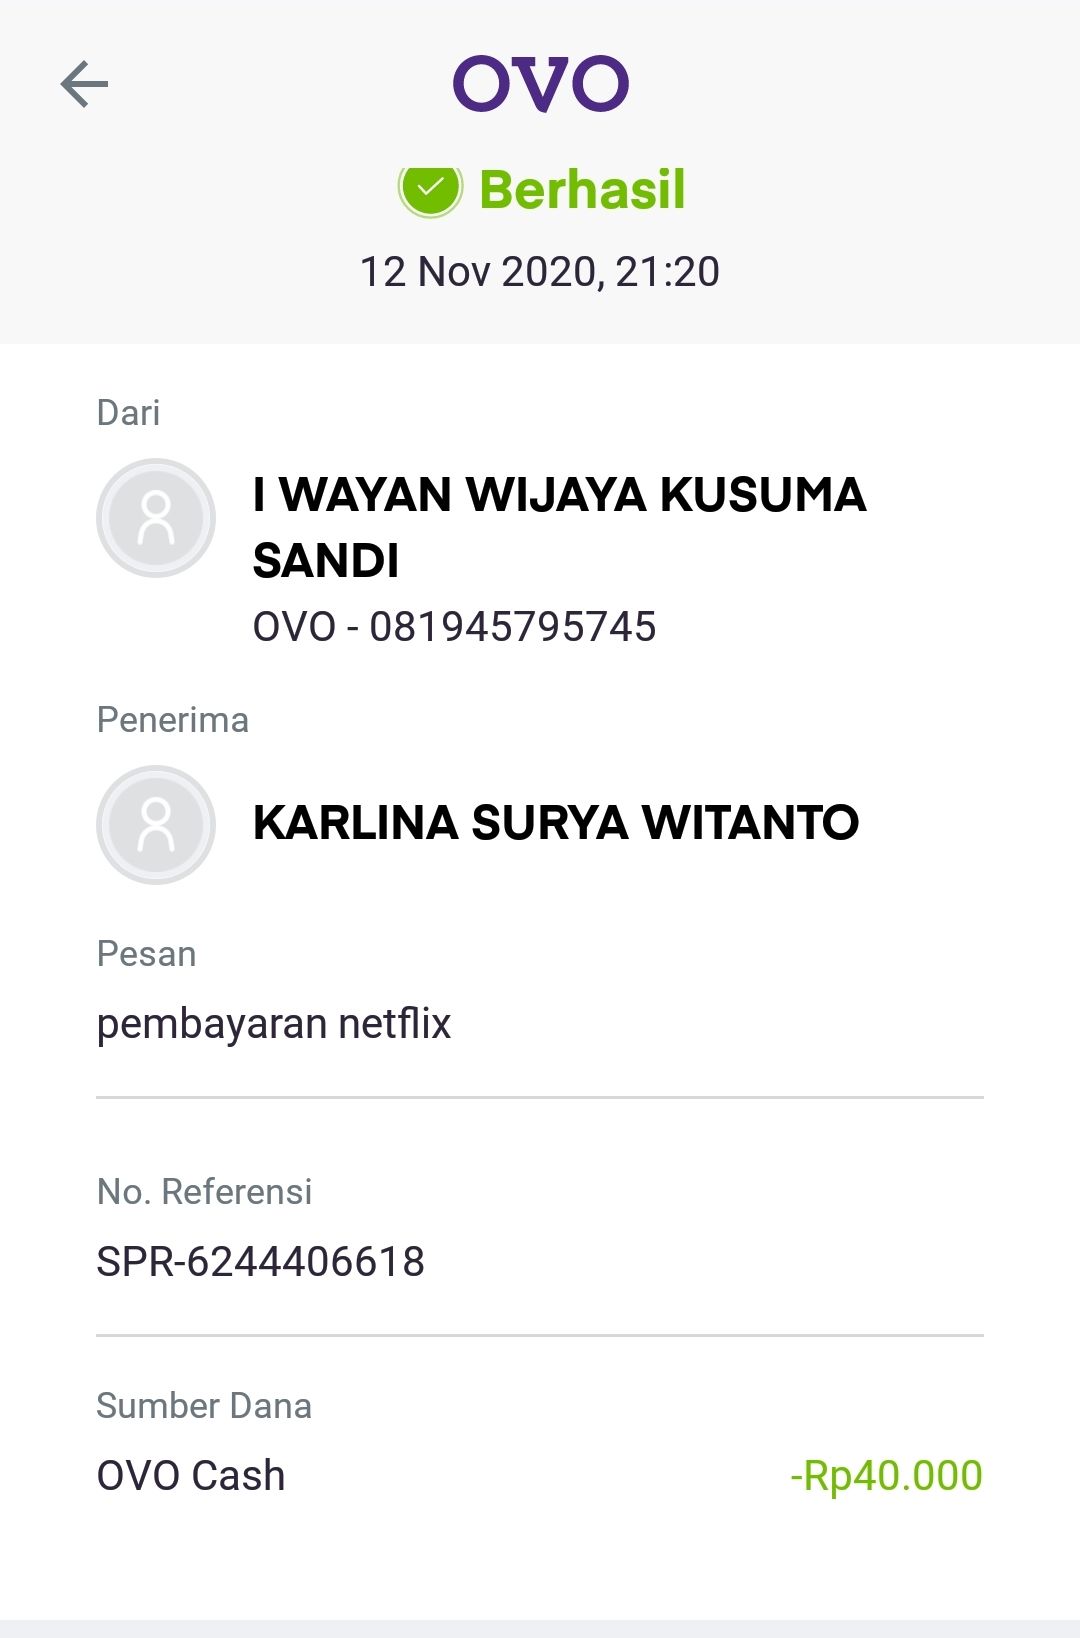 OVO
Berhasil
12 Nov 2020, 21:20
Dari
I WAYAN WIJAYA KUSUMA
SANDI
OVO - 081945795745
Penerima
KARLINA SURYA WITANTO
Pesan
pembayaran netflix
No. Referensi
SPR-6244406618
Sumber Dana
OVO Cash -Rp40.000